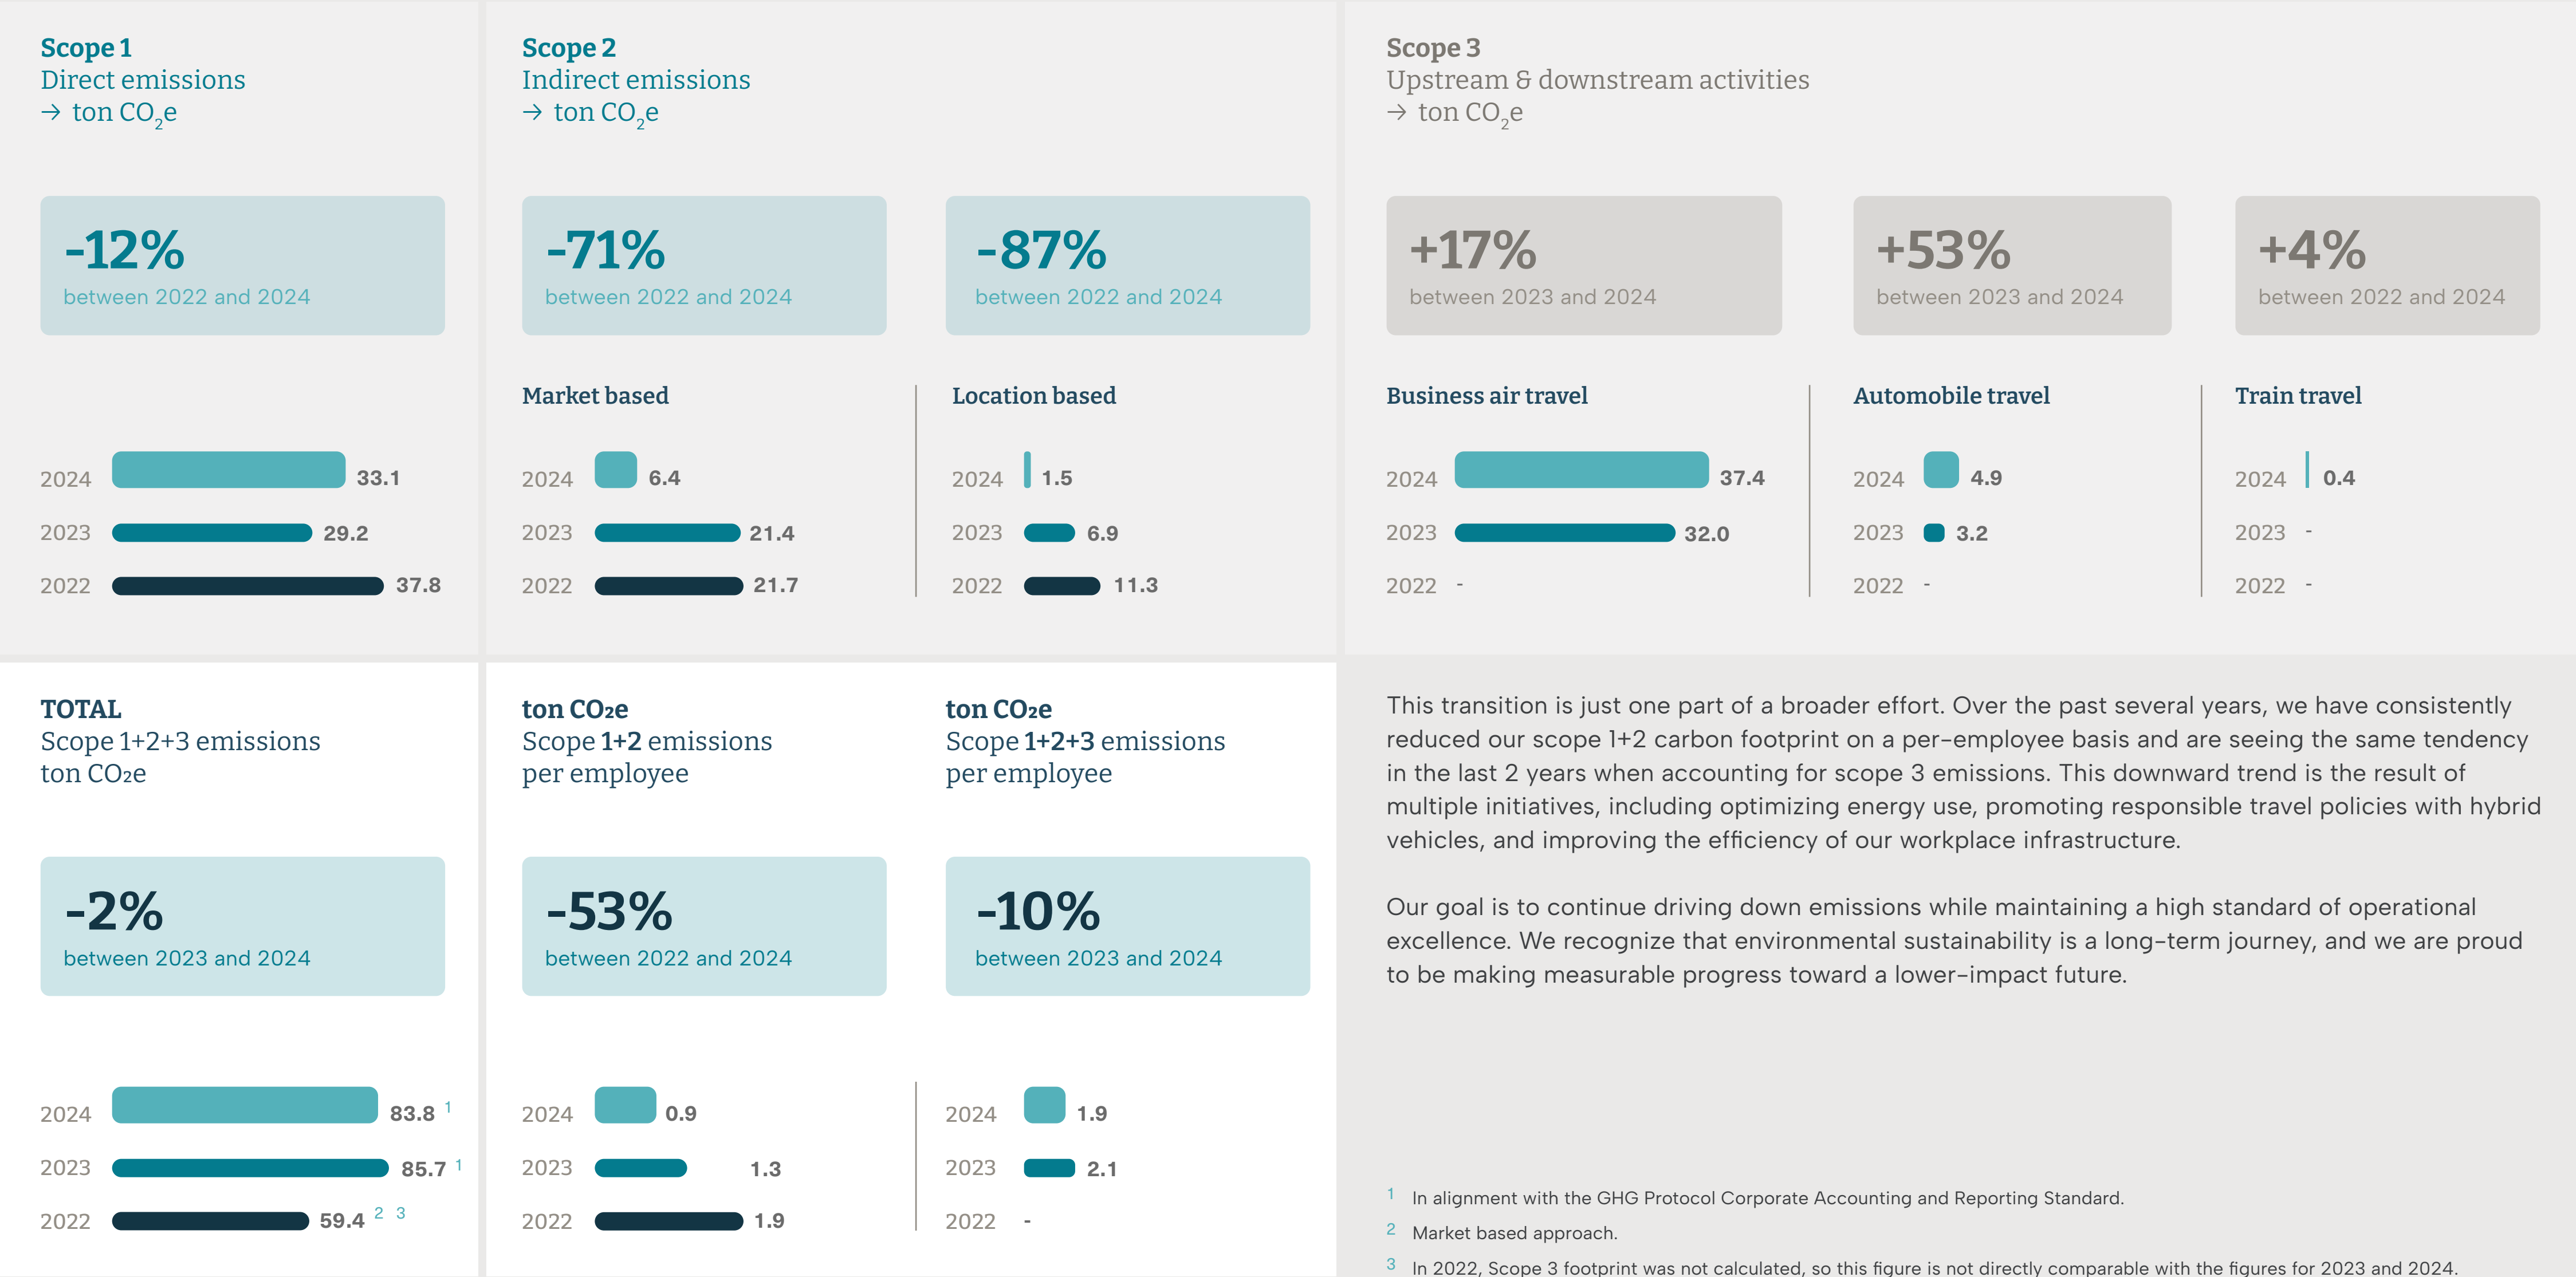 Scope 1
Direct emissions
→ ton CO₂e
-12%
between 2022 and 2024
2024 33.1
2023 29.2
2022 37.8
Scope 2
Indirect emissions
→ ton CO₂e
-71%
between 2022 and 2024
Market based
2024 6.4
2023 21.4
2022 21.7
-87%
between 2022 and 2024
Location based
2024 1.5
2023 6.9
2022 11.3
Scope 3
Upstream & downstream activities
→ ton CO₂e
+17%
between 2023 and 2024
Business air travel
2024 37.4
2023 32.0
2022 -
+53%
between 2023 and 2024
Automobile travel
2024 4.9
2023 3.2
2022 -
+4%
between 2022 and 2024
Train travel
2024 0.4
2023 -
2022 -
TOTAL
Scope 1+2+3 emissions
ton CO₂e
-2%
between 2023 and 2024
2024 83.8 1
2023 85.7 1
2022 59.4 2 3
ton CO₂e
Scope 1+2 emissions
per employee
-53%
between 2022 and 2024
2024 0.9
2023 1.3
2022 1.9
ton CO₂e
Scope 1+2+3 emissions
per employee
-10%
between 2023 and 2024
2024 1.9
2023 2.1
2022 -
This transition is just one part of a broader effort. Over the past several years, we have consistently
reduced our scope 1+2 carbon footprint on a per-employee basis and are seeing the same tendency
in the last 2 years when accounting for scope 3 emissions. This downward trend is the result of
multiple initiatives, including optimizing energy use, promoting responsible travel policies with hybrid
vehicles, and improving the efficiency of our workplace infrastructure.
Our goal is to continue driving down emissions while maintaining a high standard of operational
excellence. We recognize that environmental sustainability is a long-term journey, and we are proud
to be making measurable progress toward a lower-impact future.
1 In alignment with the GHG Protocol Corporate Accounting and Reporting Standard.
2 Market based approach.
3 In 2022, Scope 3 footprint was not calculated, so this figure is not directly comparable with the figures for 2023 and 2024.